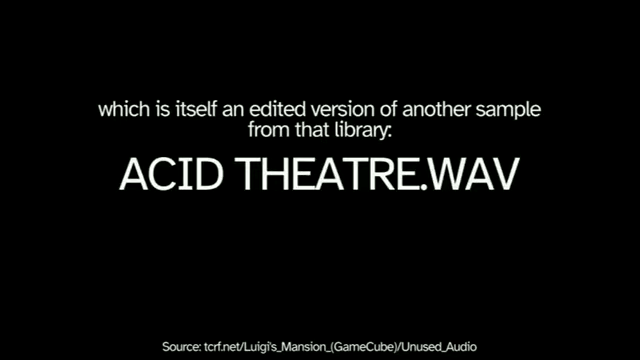 which is itself an edited version of another sample
from that library:
ACID THEATRE.WAV
Source: tcrf.net/Luigi's_Mansion_(GameCube)/Unused_Audio